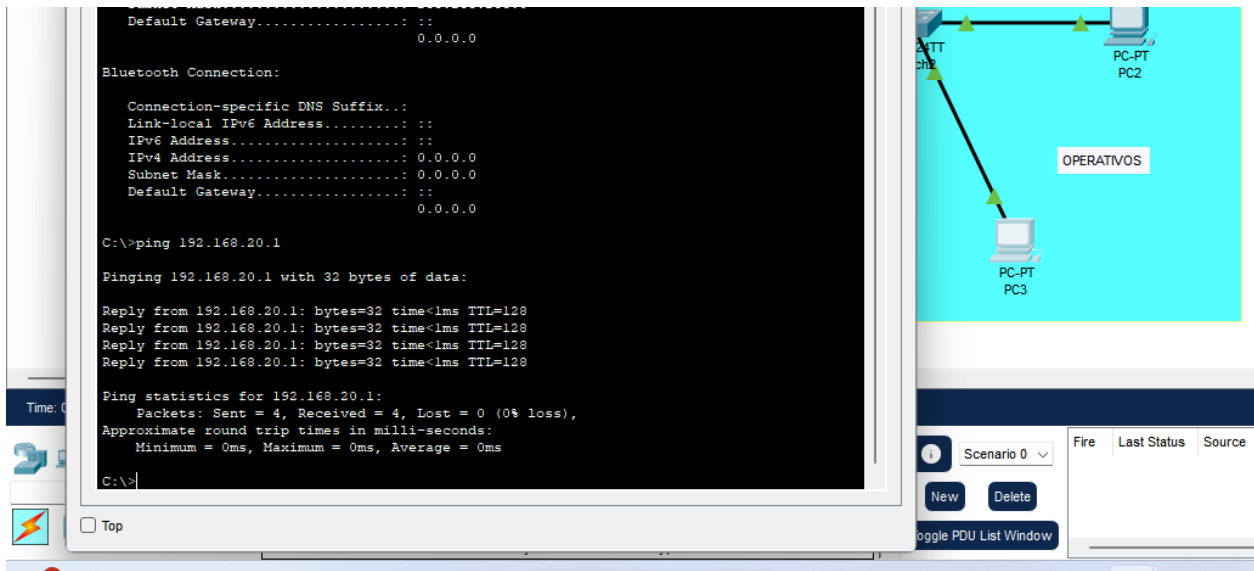 Default Gateway.................: ::
0.0.0.0
Bluetooth Connection:
Connection-specific DNS Suffix..:
Link-local IPv6 Address.........: ::
IPv6 Address....................: ::
IPv4 Address....................: 0.0.0.0
Subnet Mask.....................: 0.0.0.0
Default Gateway.................: ::
0.0.0.0
C:\>ping 192.168.20.1
Pinging 192.168.20.1 with 32 bytes of data:
Reply from 192.168.20.1: bytes=32 time<1ms TTL=128
Reply from 192.168.20.1: bytes=32 time<1ms TTL=128
Reply from 192.168.20.1: bytes=32 time<1ms TTL=128
Reply from 192.168.20.1: bytes=32 time<1ms TTL=128
Ping statistics for 192.168.20.1:
Packets: Sent = 4, Received = 4, Lost = 0 (0% loss),
Approximate round trip times in milli-seconds:
Minimum = 0ms, Maximum = 0ms, Average = 0ms
C:\>
Top
PC-PT
PC2
OPERATIVOS
PC-PT
PC3
Time:
Scenario 0
Fire Last Status Source
New Delete
PDU List Window